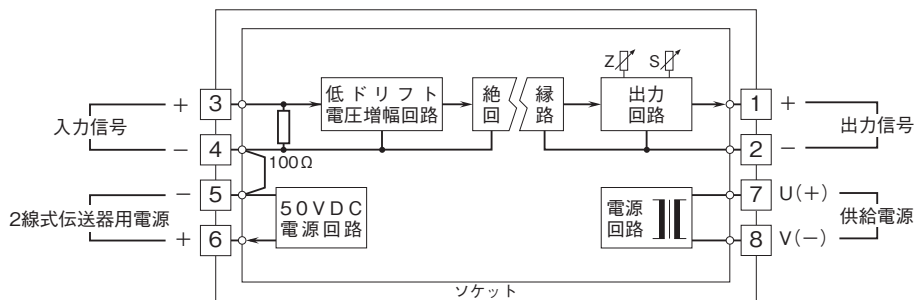 Z
S
3
+
入力信号
4
−
低ドリフト
電圧増幅回路
絶
回
縁
路
出力
回路
1
+
出力信号
2
−
100Ω
5
−
2線式伝送器用電源
6
+
50VDC
電源回路
電源
回路
7
U(+)
供給電源
8
V(−)
ソケット